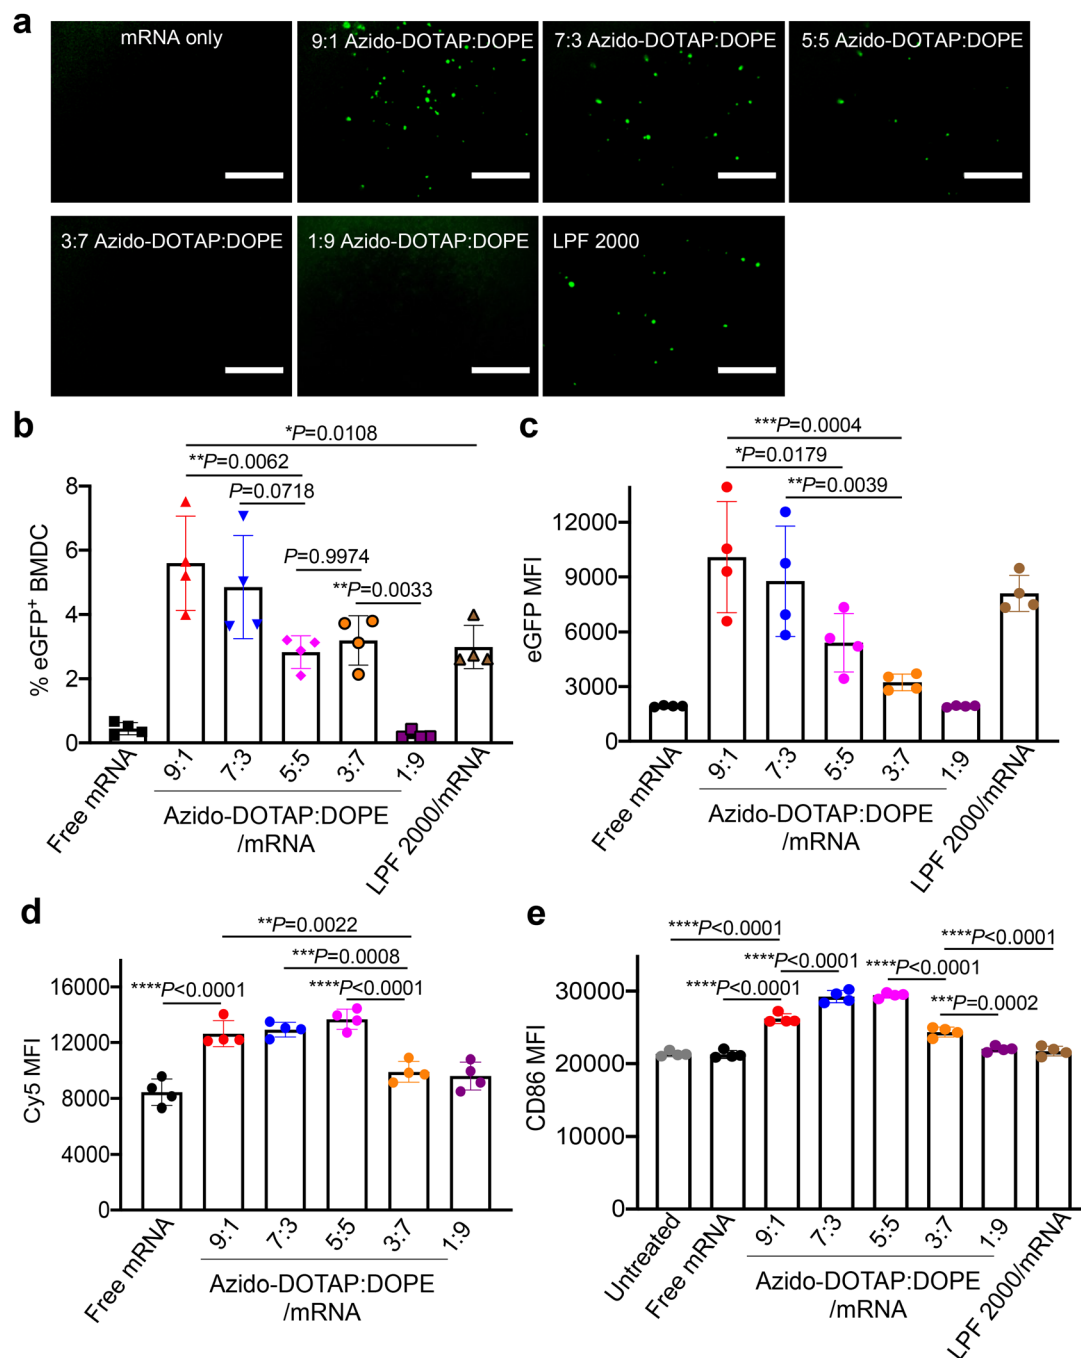 a
mRNA only
9:1 Azido-DOTAP:DOPE
7:3 Azido-DOTAP:DOPE
5:5 Azido-DOTAP:DOPE
3:7 Azido-DOTAP:DOPE
1:9 Azido-DOTAP:DOPE
LPF 2000
b
*P=0.0108
**P=0.0062
P=0.0718
P=0.9974
**P=0.0033
% eGFP+ BMDC
8
6
4
2
0
Free mRNA
9:1
7:3
5:5
3:7
1:9
LPF 2000/mRNA
Azido-DOTAP:DOPE
/mRNA
c
***P=0.0004
*P=0.0179
**P=0.0039
eGFP MFI
12000
9000
6000
3000
0
Free mRNA
9:1
7:3
5:5
3:7
1:9
LPF 2000/mRNA
Azido-DOTAP:DOPE
/mRNA
d
**P=0.0022
***P=0.0008
****P<0.0001
****P<0.0001
Cy5 MFI
16000
12000
8000
4000
0
Free mRNA
9:1
7:3
5:5
3:7
1:9
Azido-DOTAP:DOPE
/mRNA
e
****P<0.0001
****P<0.0001
****P<0.0001
****P<0.0001
****P<0.0001
***P=0.0002
CD86 MFI
30000
20000
10000
0
Untreated
Free mRNA
9:1
7:3
5:5
3:7
1:9
LPF 2000/mRNA
Azido-DOTAP:DOPE
/mRNA